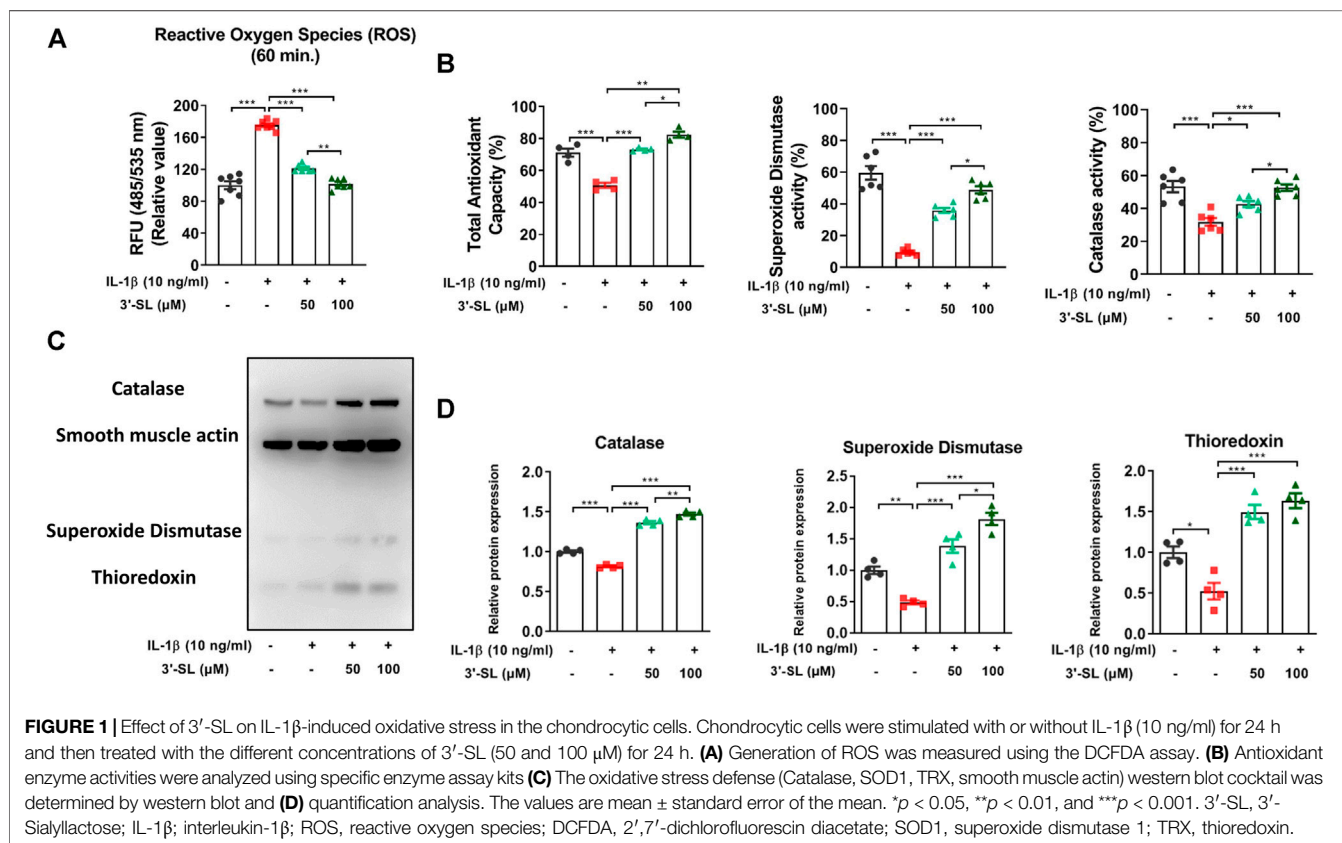 A
Reactive Oxygen Species (ROS)
(60 min.)
RFU (485/535 nm)
(Relative value)
200
160
120
80
40
0
***
***
***
**
IL-1β (10 ng/ml) - + + +
3'-SL (μM) - - 50 100
B
Total Antioxidant
Capacity (%)
100
80
60
40
20
0
**
*
***
***
IL-1β (10 ng/ml) - + + +
3'-SL (μM) - - 50 100
Superoxide Dismutase
activity (%)
80
60
40
20
0
***
***
***
*
IL-1β (10 ng/ml) - + + +
3'-SL (μM) - - 50 100
Catalase activity (%)
100
80
60
40
20
0
***
***
*
*
IL-1β (10 ng/ml) - + + +
3'-SL (μM) - - 50 100
C
Catalase
Smooth muscle actin
Superoxide Dismutase
Thioredoxin
IL-1β (10 ng/ml) - + + +
3'-SL (μM) - - 50 100
D
Catalase
Relative protein expression
2.0
1.5
1.0
0.5
0.0
***
***
***
**
IL-1β (10 ng/ml) - + + +
3'-SL (μM) - - 50 100
Superoxide Dismutase
Relative protein expression
2.5
2.0
1.5
1.0
0.5
0.0
***
**
***
*
IL-1β (10 ng/ml) - + + +
3'-SL (μM) - - 50 100
Thioredoxin
Relative protein expression
2.0
1.5
1.0
0.5
0.0
***
***
*
IL-1β (10 ng/ml) - + + +
3'-SL (μM) - - 50 100
FIGURE 1 | Effect of 3′-SL on IL-1β-induced oxidative stress in the chondrocytic cells. Chondrocytic cells were stimulated with or without IL-1β (10 ng/ml) for 24 h
and then treated with the different concentrations of 3′-SL (50 and 100 μM) for 24 h. (A) Generation of ROS was measured using the DCFDA assay. (B) Antioxidant
enzyme activities were analyzed using specific enzyme assay kits (C) The oxidative stress defense (Catalase, SOD1, TRX, smooth muscle actin) western blot cocktail was
determined by western blot and (D) quantification analysis. The values are mean ± standard error of the mean. *p < 0.05, **p < 0.01, and ***p < 0.001. 3′-SL, 3′-
Sialyllactose; IL-1β; interleukin-1β; ROS, reactive oxygen species; DCFDA, 2′,7′-dichlorofluorescin diacetate; SOD1, superoxide dismutase 1; TRX, thioredoxin.